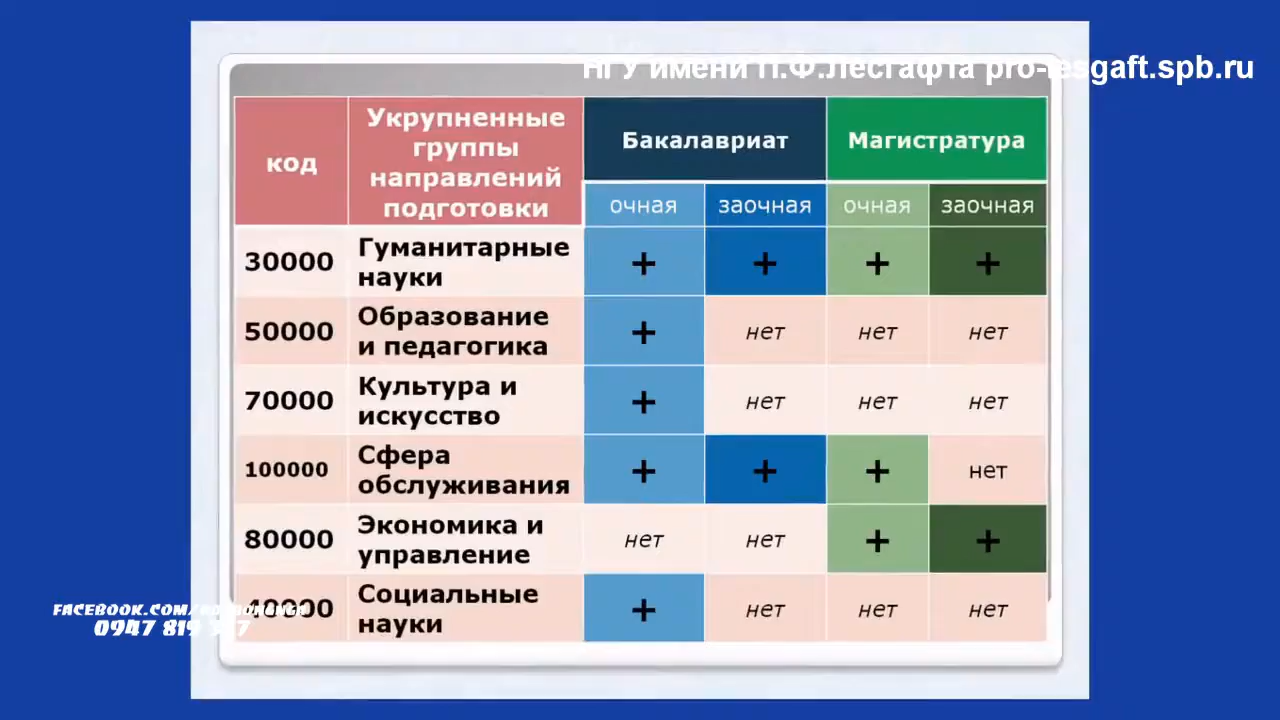 НГУ имени П.Ф.Лесгафта pro-lesgaft.spb.ru
код
Укрупненные
группы
направлений
подготовки
Бакалавриат
Магистратура
очная
заочная
очная
заочная
30000
Гуманитарные
науки
+
+
+
+
50000
Образование
и педагогика
+
нет
нет
нет
70000
Культура и
искусство
+
нет
нет
нет
100000
Сфера
обслуживания
+
+
+
нет
80000
Экономика и
управление
нет
нет
+
+
40000
Социальные
науки
+
нет
нет
нет
0947 819